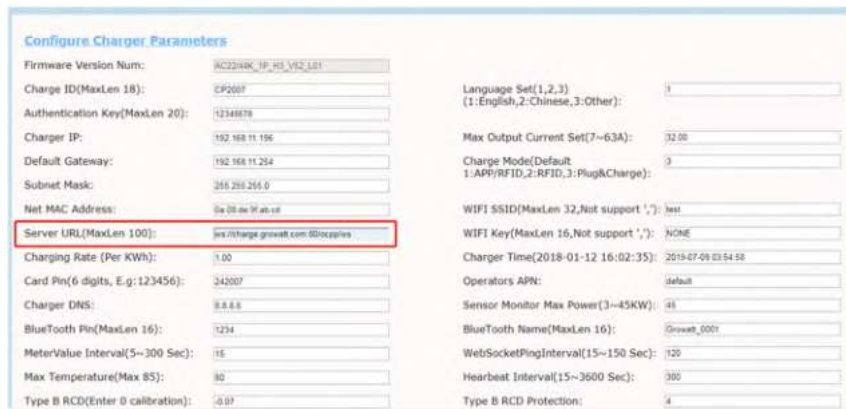 Configure Charger Parameters
Firmware Version Num: AC22/44K_1P_H3_V52_L01
Charge ID(MaxLen 18): CP2007
Language Set(1,2,3) 1
(1:English,2:Chinese,3:Other):
Authentication Key(MaxLen 20): 12345678
Charger IP: 192.168.11.196
Max Output Current Set(7~63A): 32.00
Default Gateway: 192.168.11.254
Charge Mode(Default 3
1:APP/RFID,2:RFID,3:Plug&Charge):
Subnet Mask: 255.255.255.0
Net MAC Address:
WIFI SSID(MaxLen 32,Not support ','): test
Server URL(MaxLen 100): ws://charge.growatt.com:80/ocpp/ws
WIFI Key(MaxLen 16,Not support ','): NONE
Charging Rate (Per KWh): 1.00
Charger Time(2018-01-12 16:02:35): 2019-07-09 03:54:58
Card Pin(6 digits, E.g:123456): 242007
Operators APN: default
Charger DNS: 8.8.8.8
Sensor Monitor Max Power(3~45KW): 45
BlueTooth Pin(MaxLen 16): 1234
BlueTooth Name(MaxLen 16): Growatt_0001
MeterValue Interval(5~300 Sec): 15
WebSocketPingInterval(15~150 Sec): 120
Max Temperature(Max 85): 80
Hearbeat Interval(15~3600 Sec): 300
Type B RCD(Enter 0 calibration): -0.07
Type B RCD Protection: 4